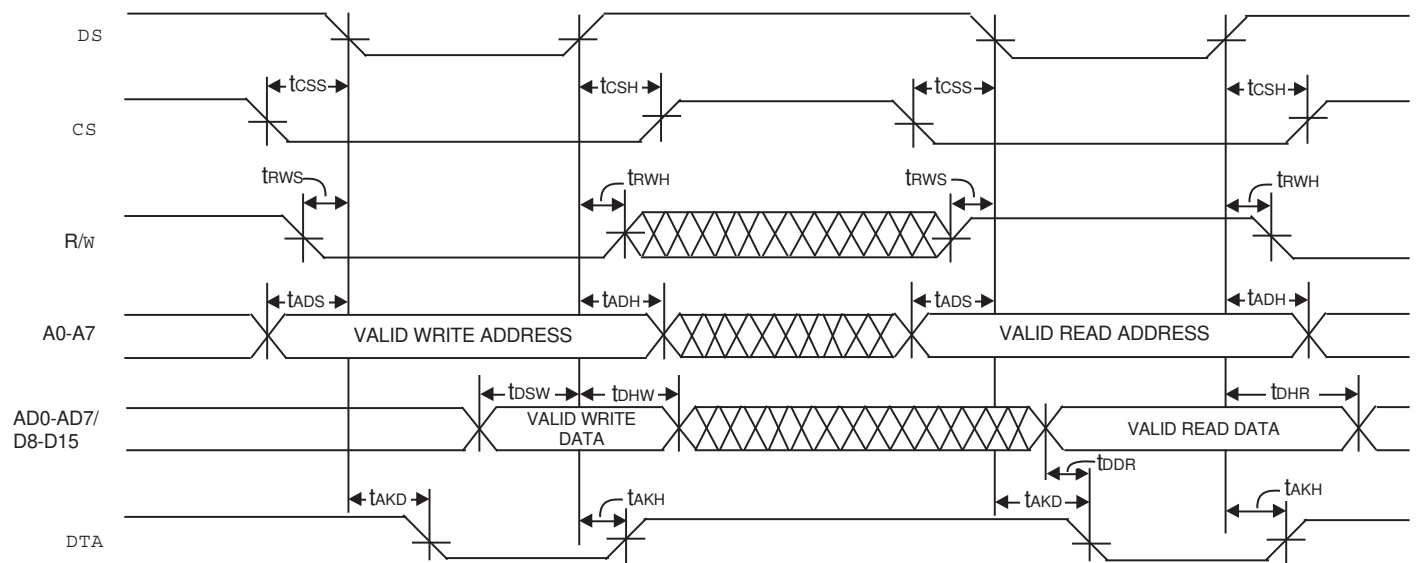 DS
tCSS
tCSH
tCSS
tCSH
CS
tRWS
tRWH
tRWS
tRWH
R/W
tADS
tADH
tADS
tADH
A0-A7
VALID WRITE ADDRESS
VALID READ ADDRESS
tDSW
tDHW
tDHR
AD0-AD7/
D8-D15
VALID WRITE
DATA
VALID READ DATA
tDDR
tAKD
tAKH
tAKD
tAKH
DTA